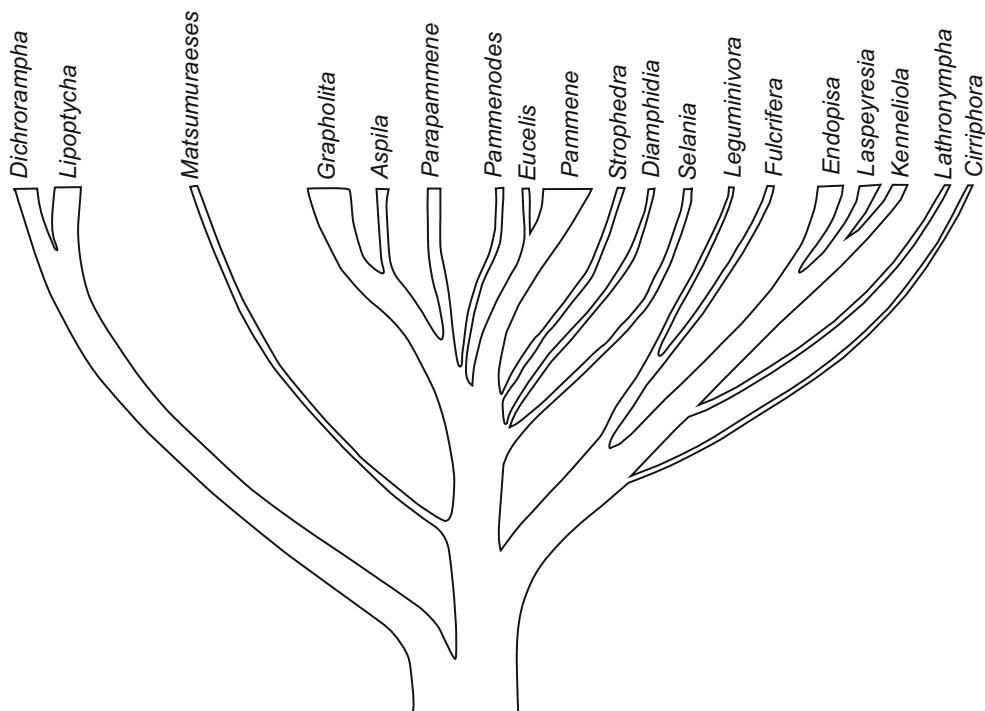 Dichrorampha
Lipoptycha
Matsumuraeses
Grapholita
Aspila
Parapammene
Pammenodes
Eucelis
Pammene
Strophedra
Diamphidia
Selania
Leguminivora
Fulcrifera
Endopisa
Laspeyresia
Kenneliola
Lathronympha
Cirriphora